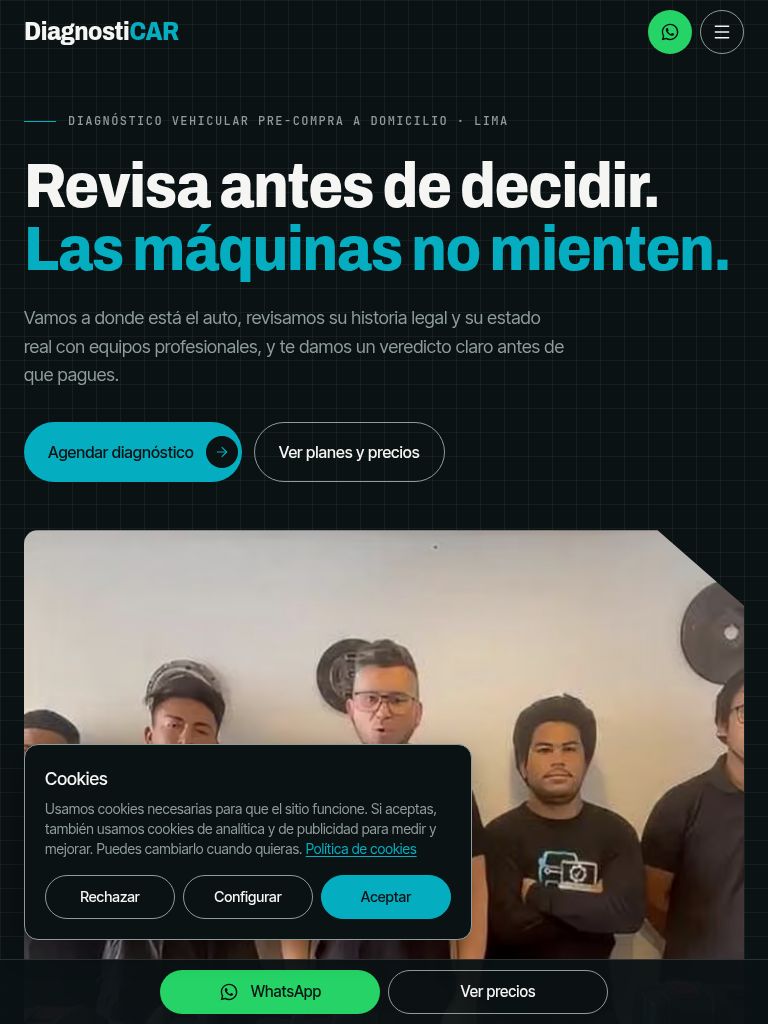 DiagnostiCAR
DIAGNÓSTICO VEHICULAR PRE-COMPRA A DOMICILIO · LIMA
Revisa antes de decidir.
Las máquinas no mienten.
Vamos a donde está el auto, revisamos su historia legal y su estado
real con equipos profesionales, y te damos un veredicto claro antes de
que pagues.
Agendar diagnóstico
Ver planes y precios
Cookies
Usamos cookies necesarias para que el sitio funcione. Si aceptas,
también usamos cookies de analítica y de publicidad para medir y
mejorar. Puedes cambiarlo cuando quieras. Política de cookies
Rechazar
Configurar
Aceptar
WhatsApp
Ver precios